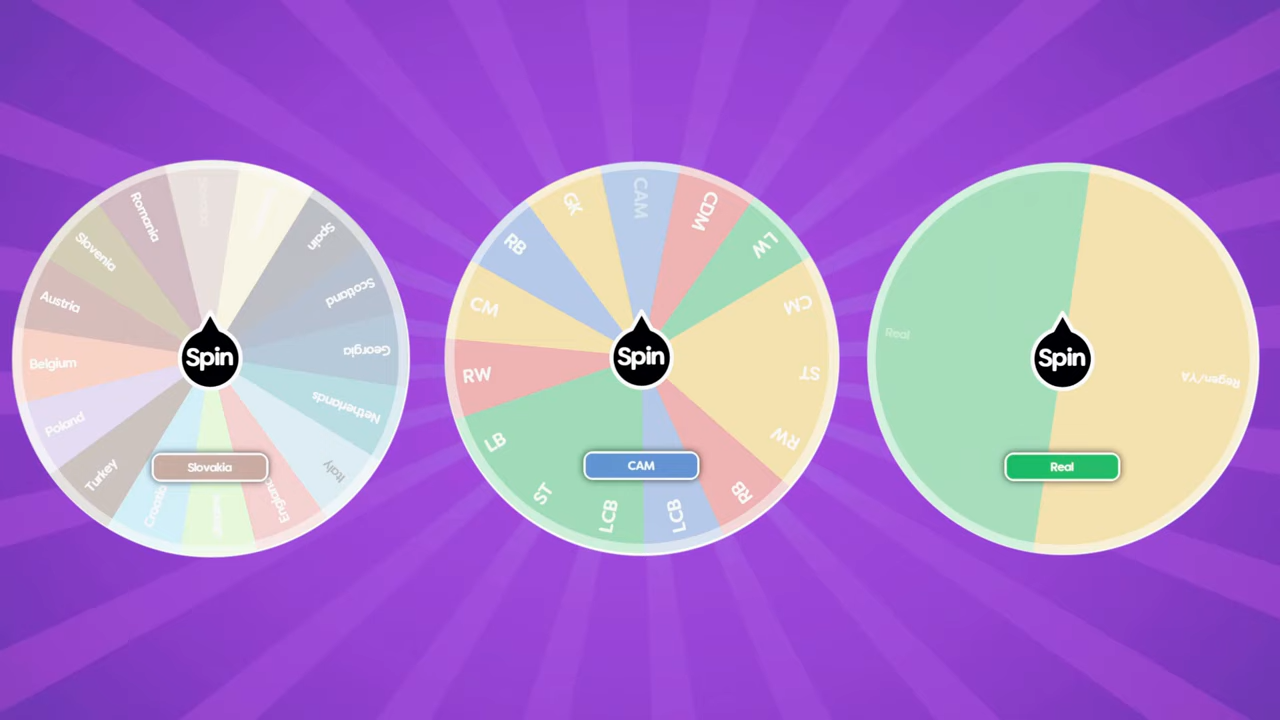 Slovakia
Spain
Scotland
Georgia
Netherlands
Italy
England
Croatia
Turkey
Poland
Belgium
Austria
Slovenia
Romania
Spin
Slovakia
CAM
CDM
LW
CM
ST
RW
RB
LCB
LCB
ST
LB
RW
CM
RB
GK
Spin
CAM
Real
Regen/YA
Spin
Real